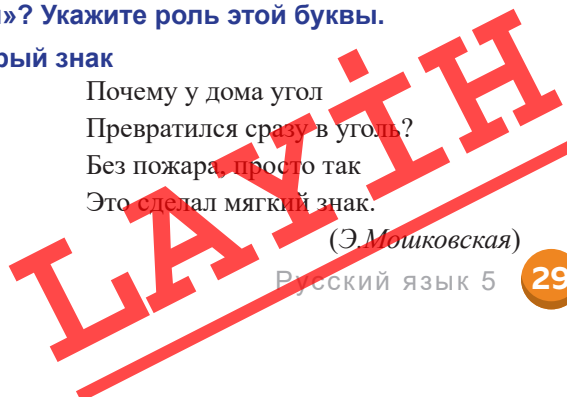 »? Укажите роль этой буквы.
рый знак
Почему у дома угол
Превратился сразу в уголь?
Без пожара, просто так
Это сделал мягкий знак.
(Э.Мошковская)
Русский язык 5 29
LAYİH